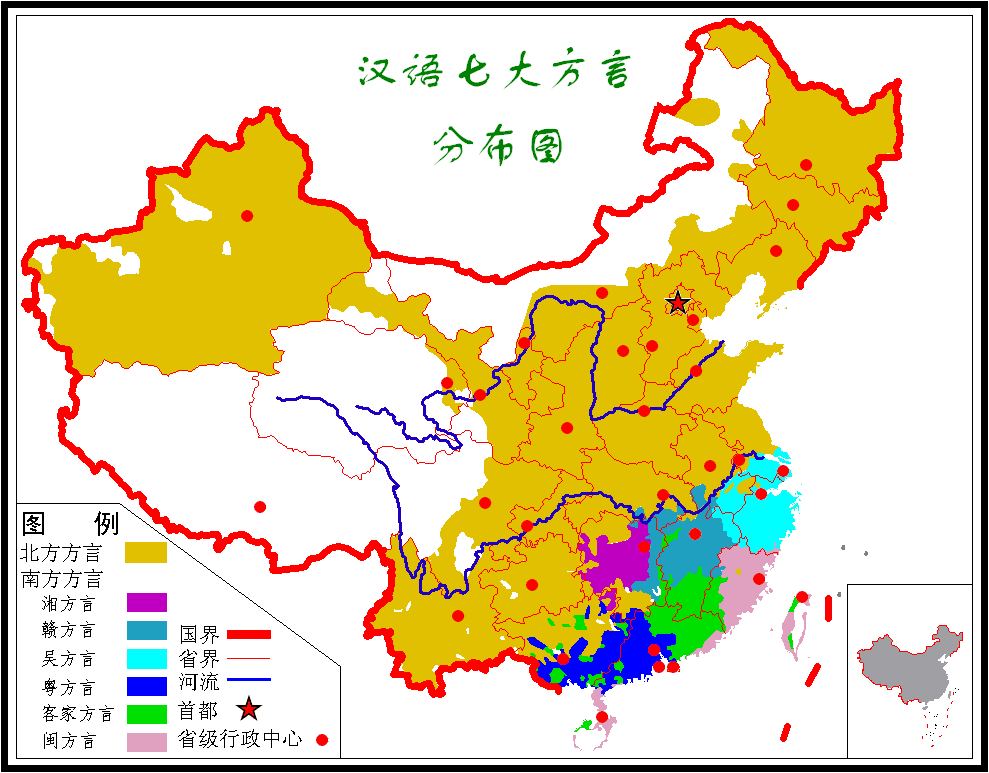 汉语七大方言
分布图
图 例
北方方言
南方方言
湘方言
赣方言
吴方言
粤方言
客家方言
闽方言
国界
省界
河流
首都
省级行政中心